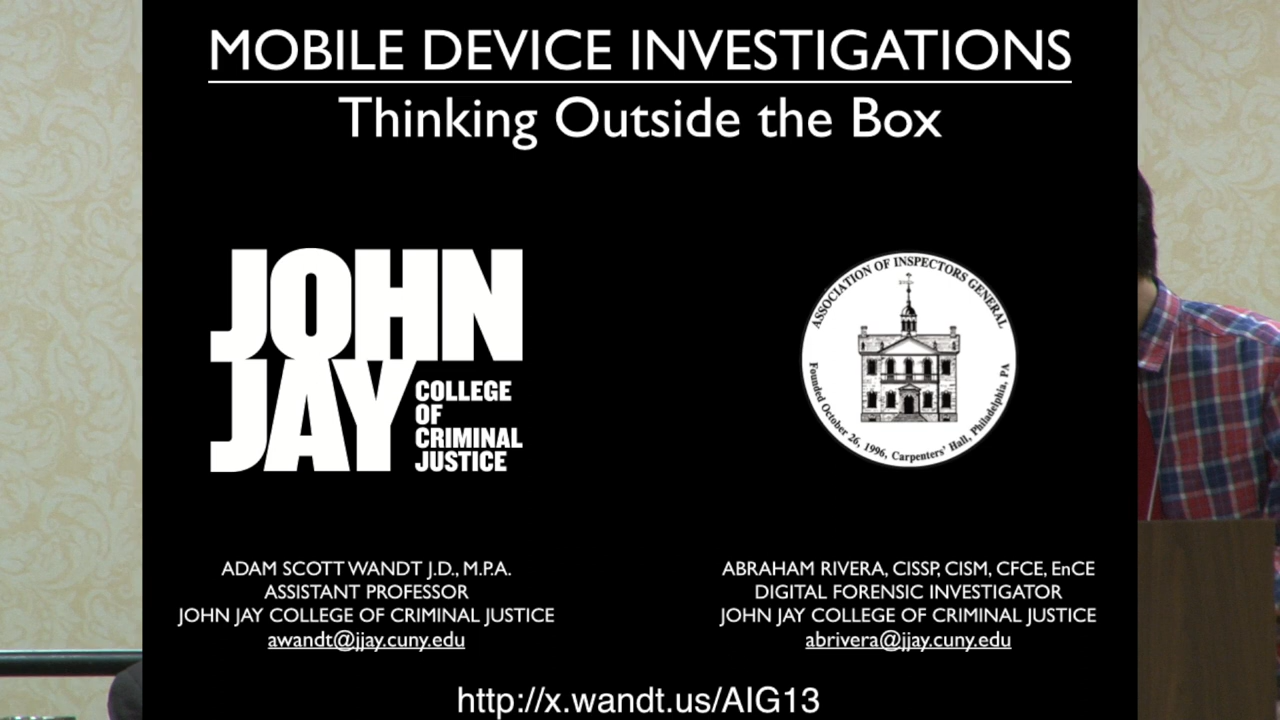 MOBILE DEVICE INVESTIGATIONS
Thinking Outside the Box
JOHN
JAY
COLLEGE
OF
CRIMINAL
JUSTICE
ASSOCIATION OF INSPECTORS GENERAL
Founded October 26, 1996, Carpenters' Hall, Philadelphia, PA
ADAM SCOTT WANDT J.D., M.P.A.
ASSISTANT PROFESSOR
JOHN JAY COLLEGE OF CRIMINAL JUSTICE
awandt@jjay.cuny.edu
ABRAHAM RIVERA, CISSP, CISM, CFCE, EnCE
DIGITAL FORENSIC INVESTIGATOR
JOHN JAY COLLEGE OF CRIMINAL JUSTICE
abrivera@jjay.cuny.edu
http://x.wandt.us/AIG13